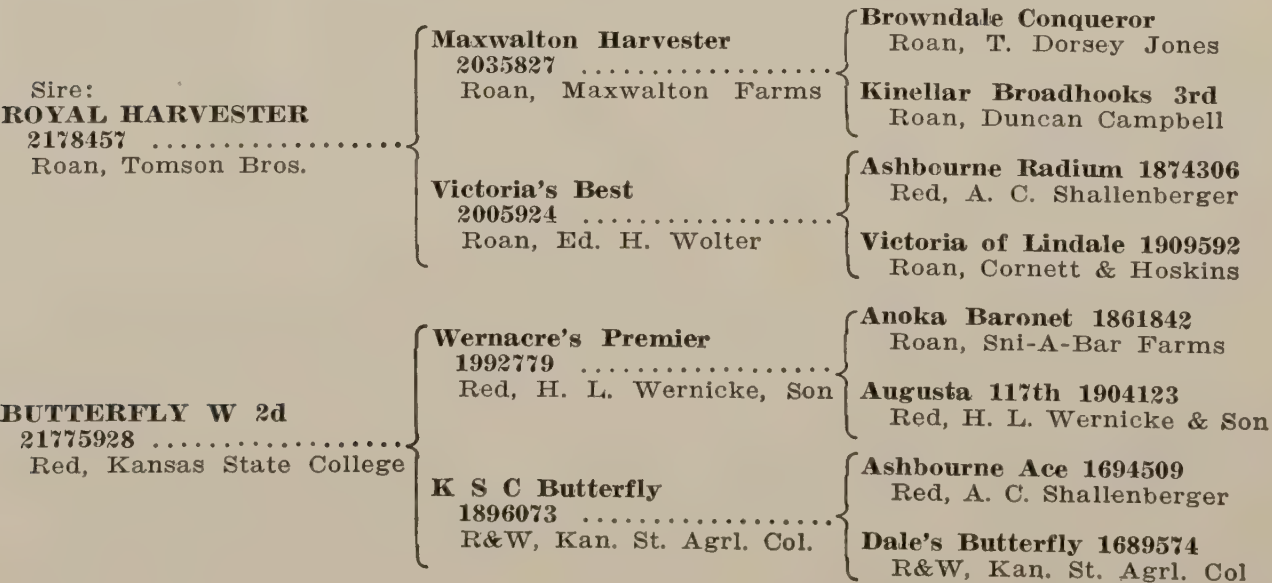 Sire:
ROYAL HARVESTER
2178457 ..................
Roan, Tomson Bros.
Maxwalton Harvester
2035827 ..................
Roan, Maxwalton Farms
Browndale Conqueror
Roan, T. Dorsey Jones
Kinellar Broadhooks 3rd
Roan, Duncan Campbell
Victoria's Best
2005924 ..................
Roan, Ed. H. Wolter
Ashbourne Radium 1874306
Red, A. C. Shallenberger
Victoria of Lindale 1909592
Roan, Cornett & Hoskins
BUTTERFLY W 2d
21775928 ..................
Red, Kansas State College
Wernacre's Premier
1992779 ..................
Red, H. L. Wernicke, Son
Anoka Baronet 1861842
Roan, Sni-A-Bar Farms
Augusta 117th 1904123
Red, H. L. Wernicke & Son
K S C Butterfly
1896073 ..................
R&W, Kan. St. Agrl. Col.
Ashbourne Ace 1694509
Red, A. C. Shallenberger
Dale's Butterfly 1689574
R&W, Kan. St. Agrl. Col